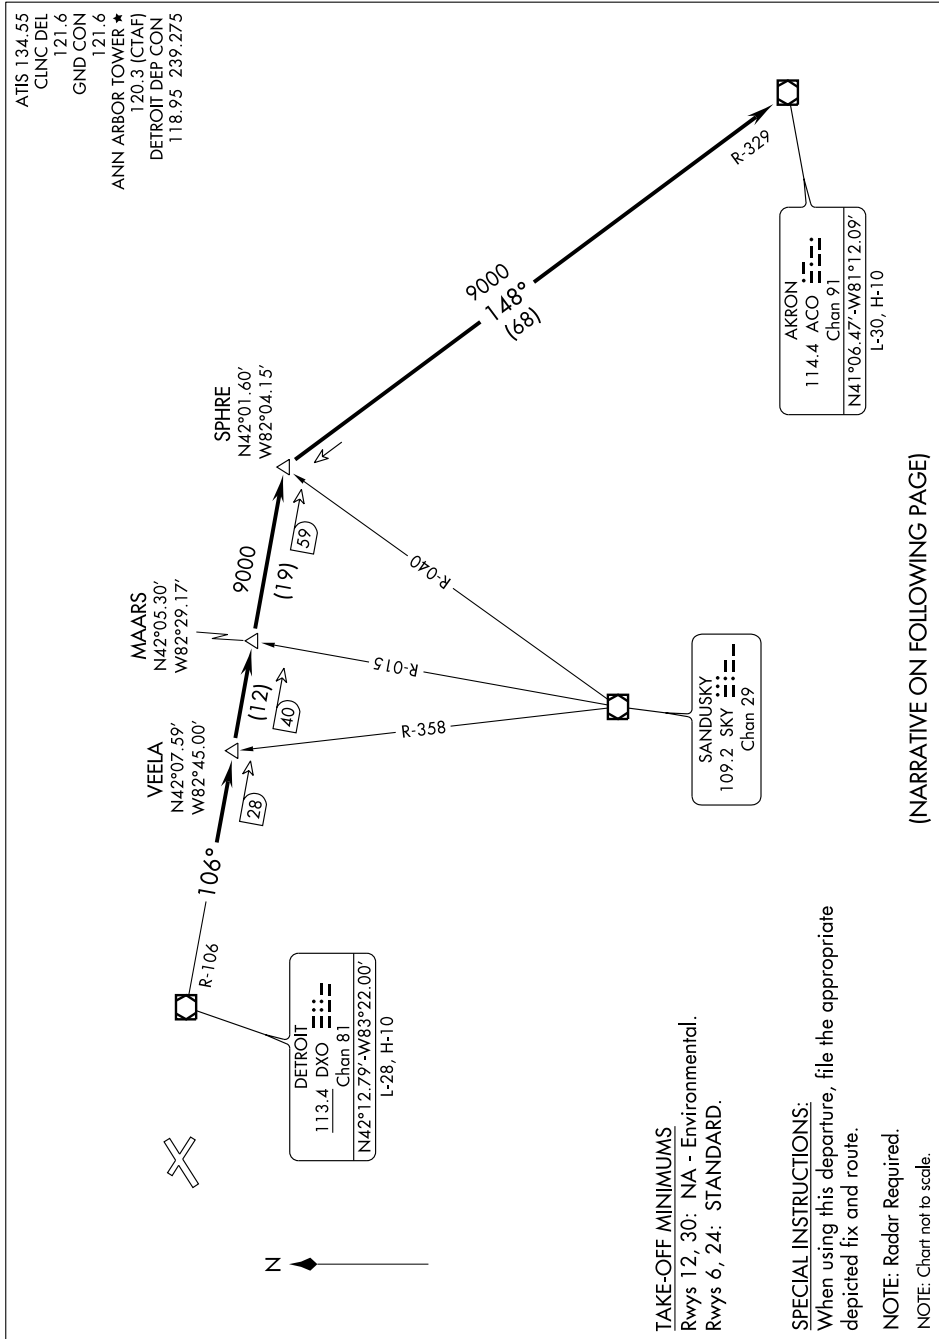 ATIS 134.55
CLNC DEL
121.6
GND CON
121.6
ANN ARBOR TOWER ★
120.3 (CTAF)
DETROIT DEP CON
118.95 239.275
SPHRE
N42°01.60'
W82°04.15'
MAARS
N42°05.30'
W82°29.17'
VEELA
N42°07.59'
W82°45.00'
R-106
106°
28
(12)
40
9000
(19)
59
9000
148°
(68)
R-329
R-358
R-015
R-040
DETROIT
113.4 DXO
Chan 81
N42°12.79'-W83°22.00'
L-28, H-10
SANDUSKY
109.2 SKY
Chan 29
AKRON
114.4 ACO
Chan 91
N41°06.47'-W81°12.09'
L-30, H-10
N
TAKE-OFF MINIMUMS
Rwys 12, 30: NA - Environmental.
Rwys 6, 24: STANDARD.
SPECIAL INSTRUCTIONS:
When using this departure, file the appropriate
depicted fix and route.
NOTE: Radar Required.
NOTE: Chart not to scale.
(NARRATIVE ON FOLLOWING PAGE)